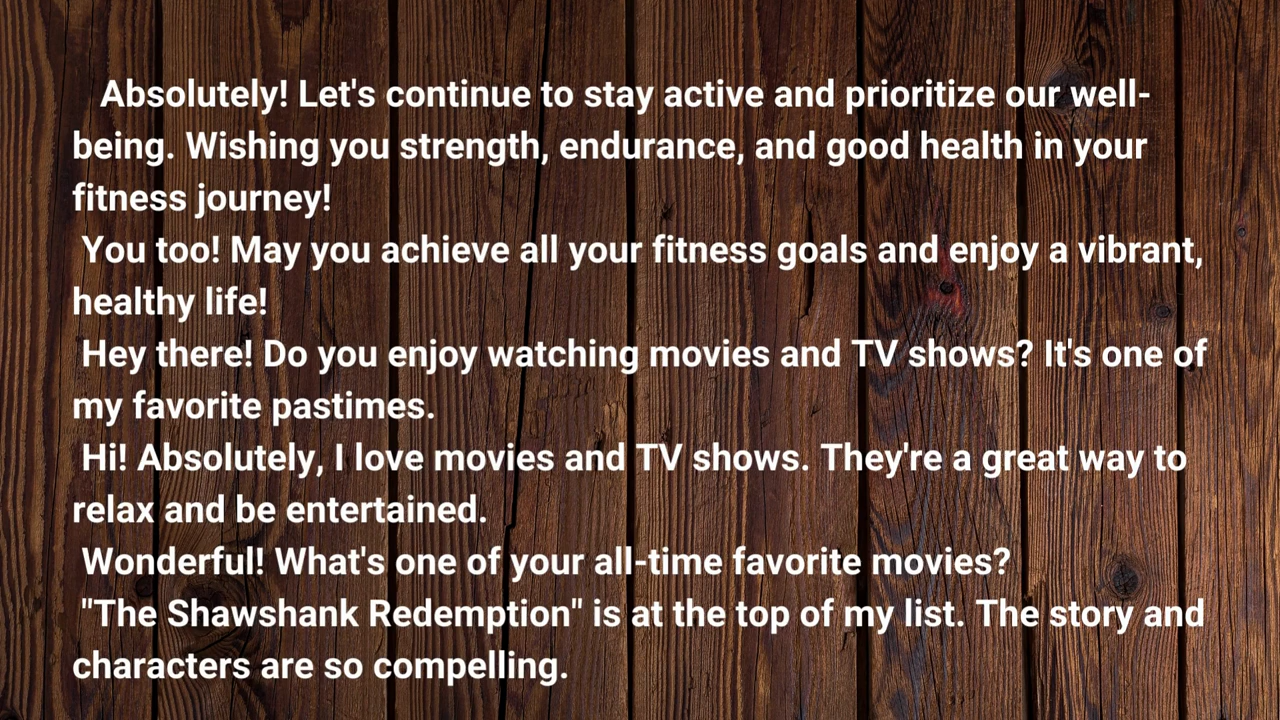 Absolutely! Let's continue to stay active and prioritize our well-
being. Wishing you strength, endurance, and good health in your
fitness journey!
You too! May you achieve all your fitness goals and enjoy a vibrant,
healthy life!
Hey there! Do you enjoy watching movies and TV shows? It's one of
my favorite pastimes.
Hi! Absolutely, I love movies and TV shows. They're a great way to
relax and be entertained.
Wonderful! What's one of your all-time favorite movies?
"The Shawshank Redemption" is at the top of my list. The story and
characters are so compelling.